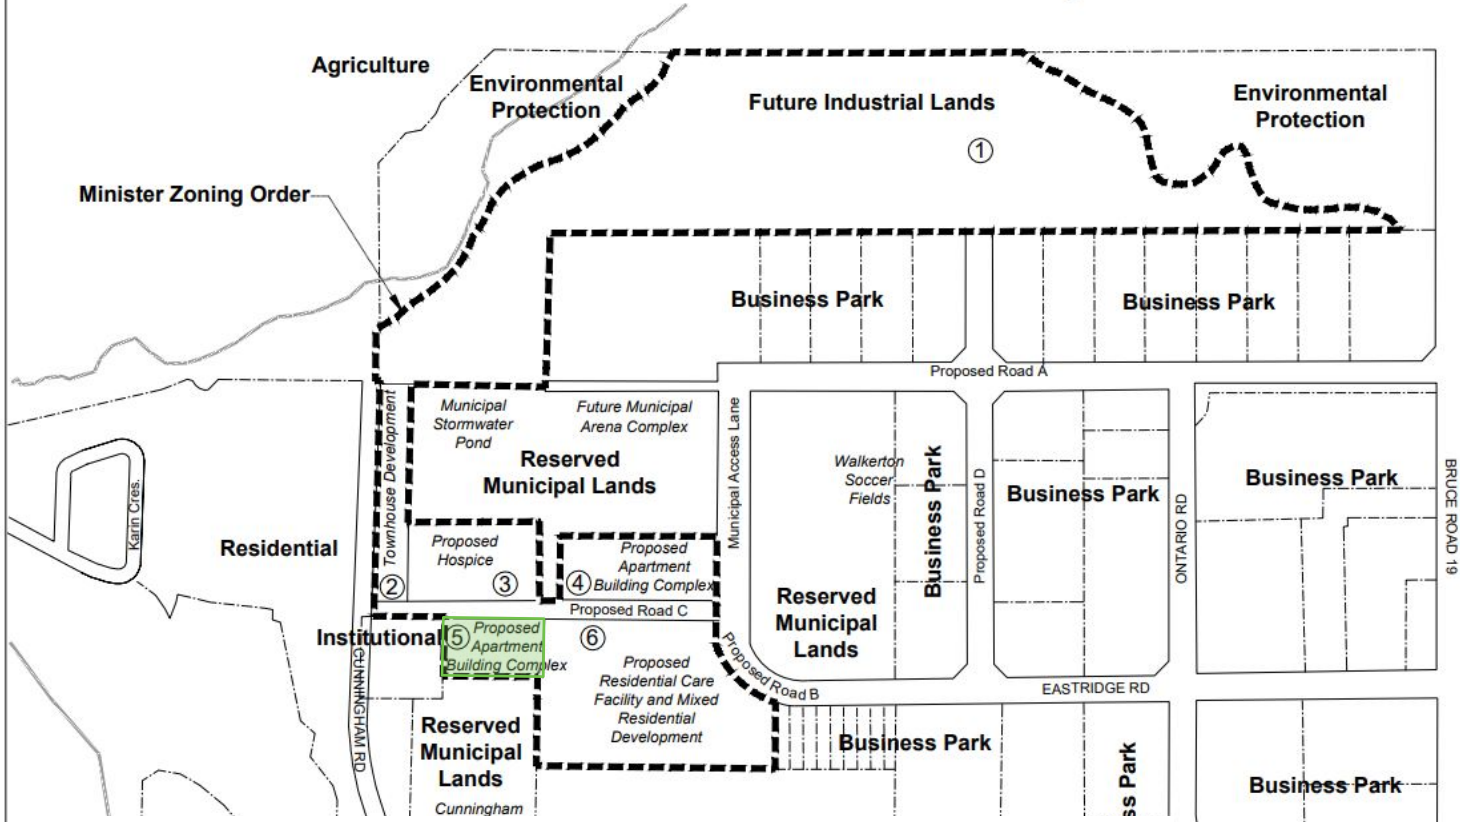 Agriculture
Environmental
Protection
Future Industrial Lands
1
Environmental
Protection
Minister Zoning Order
Business Park
Business Park
Proposed Road A
Municipal
Stormwater
Pond
Future Municipal
Arena Complex
Reserved
Municipal Lands
Townhouse Development
2
Municipal Access Lane
Walkerton
Soccer
Fields
Business Park
Proposed Road D
Business Park
ONTARIO RD
Business Park
BRUCE ROAD 19
Karin Cres.
Residential
Proposed
Hospice
3
4
Proposed
Apartment
Building Complex
Proposed Road C
Reserved
Municipal
Lands
Institutional
5
Proposed
Apartment
Building Complex
6
Proposed
Residential Care
Facility and Mixed
Residential
Development
Proposed Road B
EASTRIDGE RD
CUNNINGHAM RD
Reserved
Municipal
Lands
Cunningham
Business Park
ss Park
Business Park